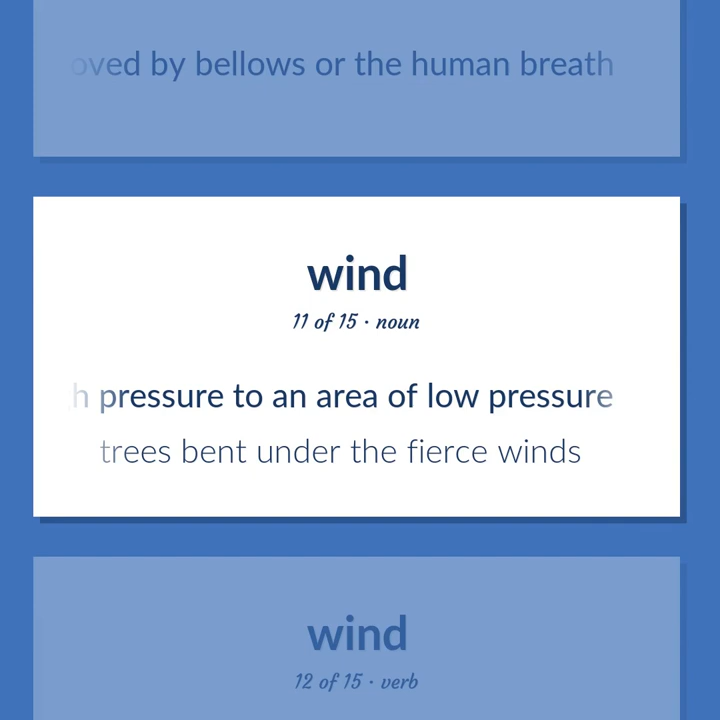 oved by bellows or the human breath
wind
11 of 15 · noun
h pressure to an area of low pressure
trees bent under the fierce winds
wind
12 of 15 · verb